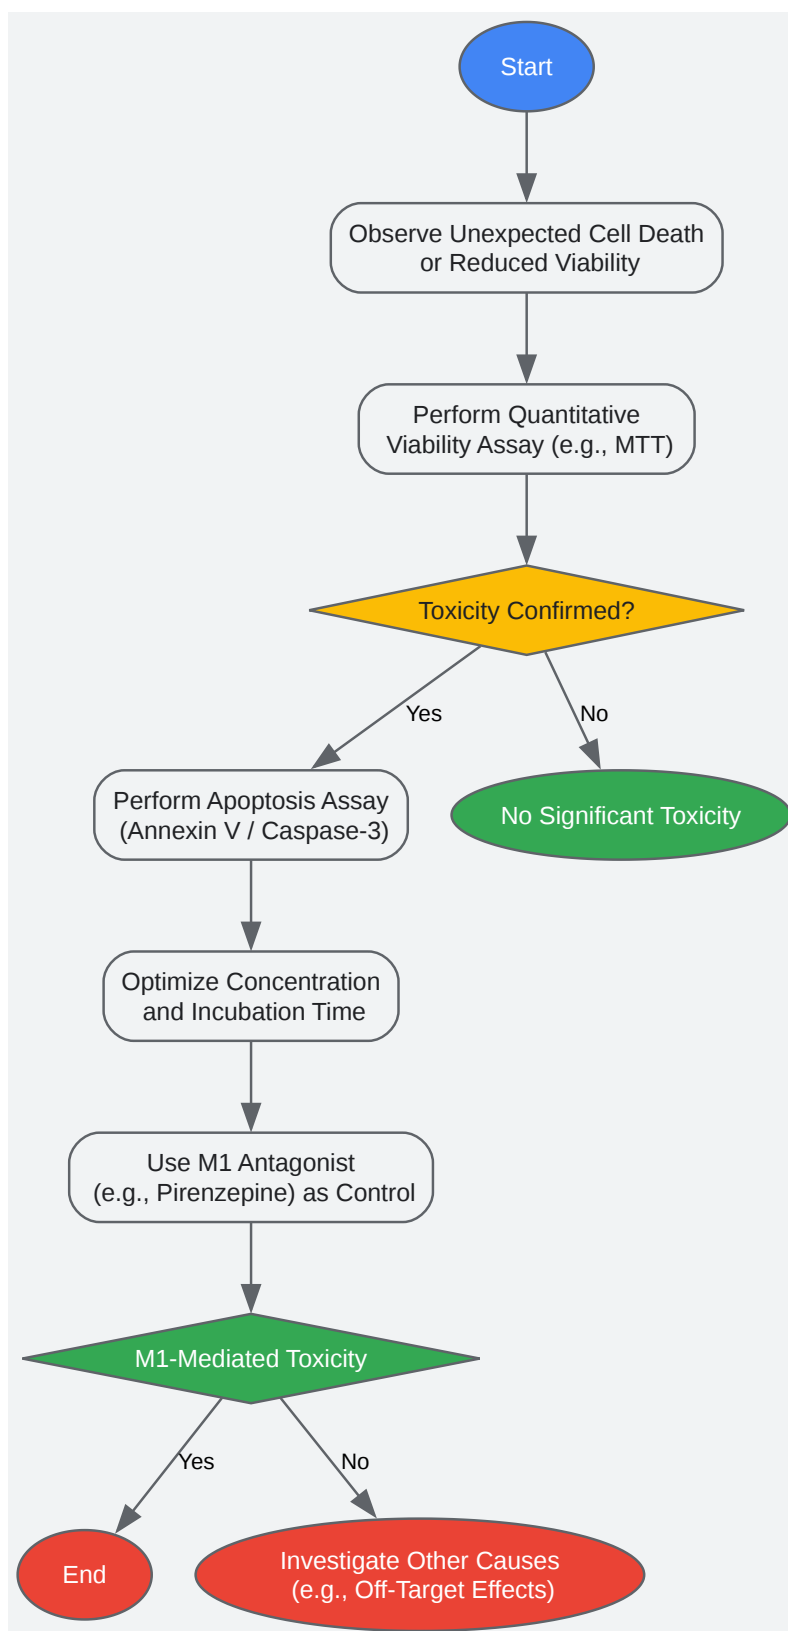 Start
Observe Unexpected Cell Death
or Reduced Viability
Perform Quantitative
Viability Assay (e.g., MTT)
Toxicity Confirmed?
Yes
No
Perform Apoptosis Assay
(Annexin V / Caspase-3)
No Significant Toxicity
Optimize Concentration
and Incubation Time
Use M1 Antagonist
(e.g., Pirenzepine) as Control
M1-Mediated Toxicity
Yes
No
End
Investigate Other Causes
(e.g., Off-Target Effects)